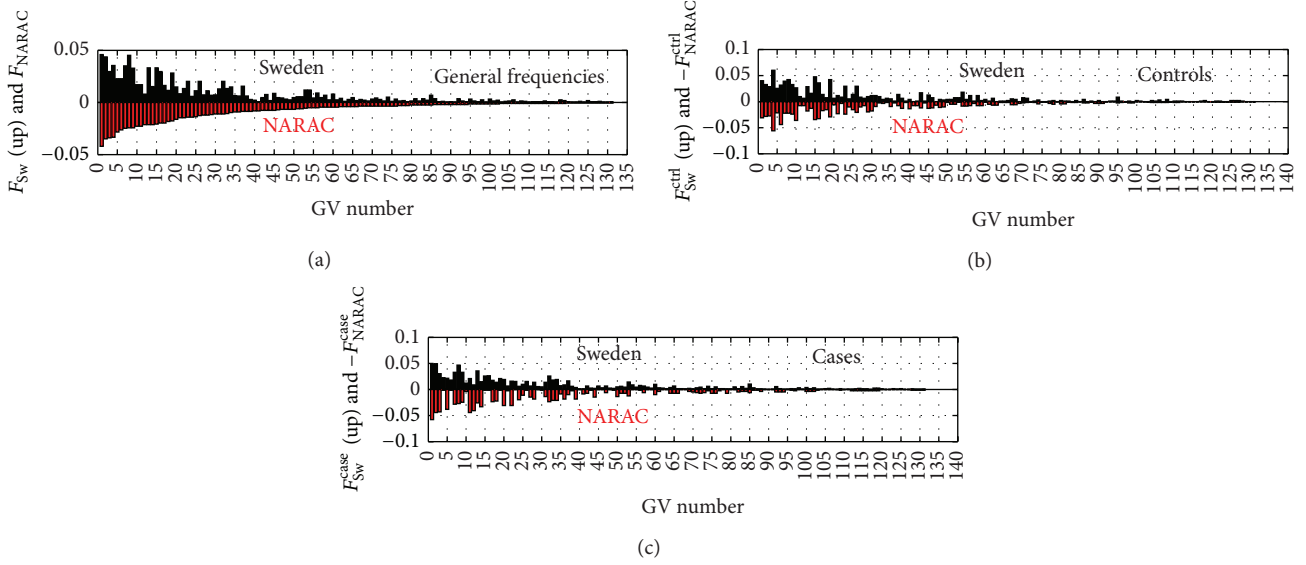 F_Sw (up) and F_NARAC
0.05
0
−0.05
Sweden
General frequencies
NARAC
0 5 10 15 20 25 30 35 40 45 50 55 60 65 70 75 80 85 90 95 100 105 110 115 120 125 130 135
GV number
(a)
F_Sw^ctrl (up) and −F_NARAC^ctrl
0.1
0.05
0
−0.05
−0.1
Sweden
Controls
NARAC
0 5 10 15 20 25 30 35 40 45 50 55 60 65 70 75 80 85 90 95 100 105 110 115 120 125 130 135 140
GV number
(b)
F_Sw^case (up) and −F_NARAC^case
0.1
0.05
0
−0.05
−0.1
Sweden
Cases
NARAC
0 5 10 15 20 25 30 35 40 45 50 55 60 65 70 75 80 85 90 95 100 105 110 115 120 125 130 135 140
GV number
(c)